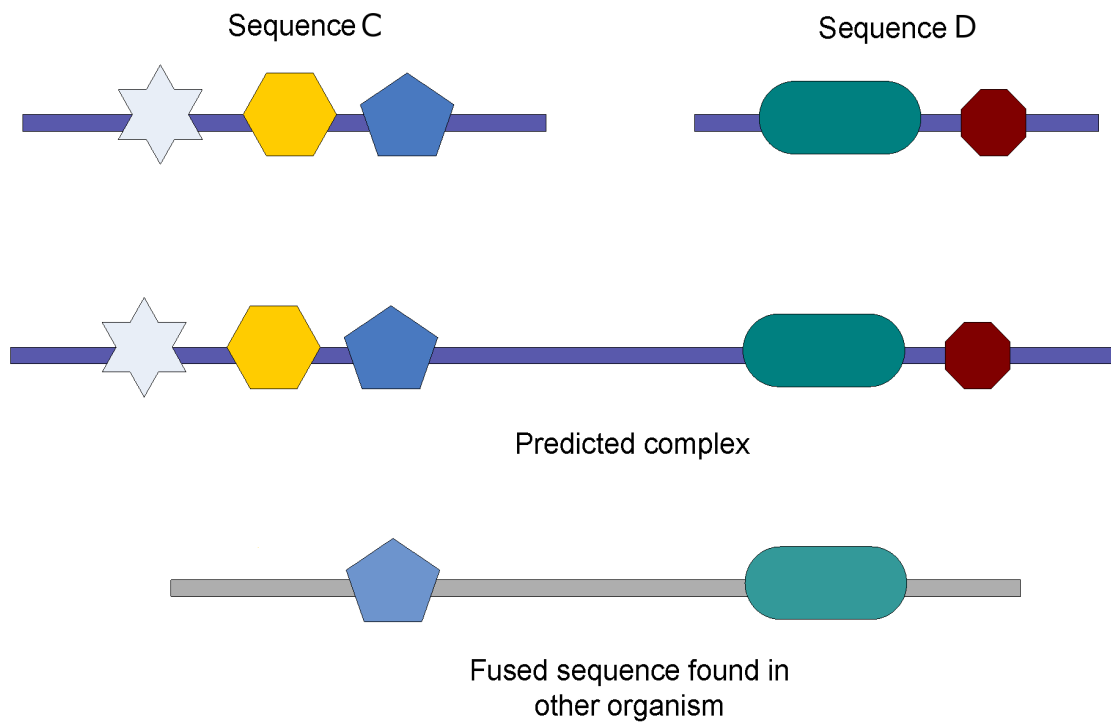 Sequence C
Sequence D
Predicted complex
Fused sequence found in
other organism